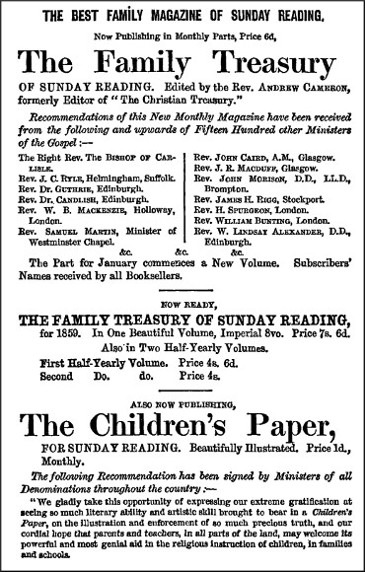 THE BEST FAMILY MAGAZINE OF SUNDAY READING.
Now Publishing in Monthly Parts, Price 6d,
The Family Treasury
OF SUNDAY READING. Edited by the Rev. ANDREW CAMERON,
formerly Editor of "The Christian Treasury."
Recommendations of this New Monthly Magazine have been received
from the following and upwards of Fifteen Hundred other Ministers
of the Gospel :—
The Right Rev. The BISHOP OF CAR-
LISLE.
Rev. J. C. RYLE, Helmingham, Suffolk.
Rev. Dr. GUTHRIE, Edinburgh.
Rev. Dr, CANDLISH, Edinburgh.
Rev. W. B. MACKENZIE, Holloway,
London.
Rev. SAMUEL MARTIN, Minister of
Westminster Chapel.
&c.
Rev. JOHN CAIRD, A.M., Glasgow.
Rev. J. R. MACDUFF, Glasgow.
Rev. JOHN MORISON, D.D., LL.D.,
Brompton.
Rev. JAMES H. RIGG, Stockport.
Rev. H. SPURGEON, London.
Rev. WILLIAM BUNTING, London.
Rev. W. LINDSAY ALEXANDER, D.D.,
Edinburgh.
&c. &c.
The Part for January commences a New Volume. Subscribers'
Names received by all Booksellers.
NOW READY,
THE FAMILY TREASURY OF SUNDAY READING,
for 1859. In One Beautiful Volume, Imperial 8vo. Price 7s. 6d.
Also in Two Half-Yearly Volumes.
First Half-Yearly Volume. Price 4s. 6d.
Second Do. do. Price 4s.
ALSO NOW PUBLISHING,
The Children's Paper,
FOR SUNDAY READING. Beautifully Illustrated. Price 1d.,
Monthly.
The following Recommendation has been signed by Ministers of all
Denominations throughout the country :—
"We gladly take this opportunity of expressing our extreme gratification at
seeing so much literary ability and artistic skill brought to bear in a Children's
Paper, on the illustration and enforcement of so much precious truth, and our
cordial hope that parents and teachers, in all parts of the land, may welcome its
powerful and most genial aid in the religious instruction of children, in families
and schools.